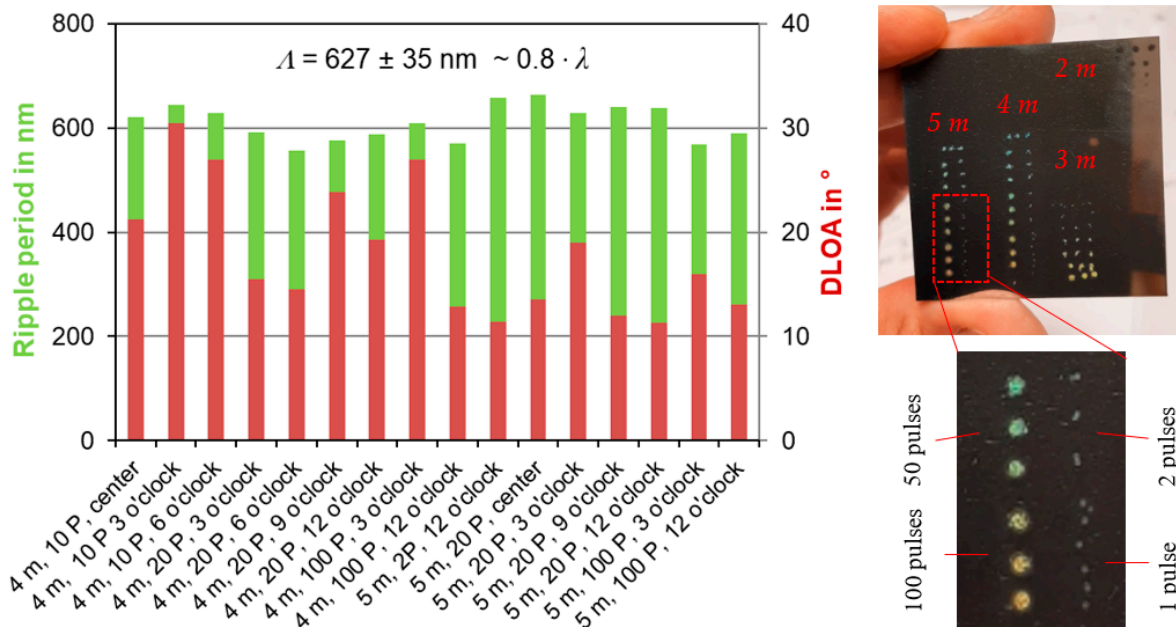 Λ = 627 ± 35 nm ~ 0.8 · λ
Ripple period in nm
800
600
400
200
0
40
30
20
10
0
DLOA in °
4 m, 10 P, center
4 m, 10 P 3 o'clock
4 m, 10 P, 6 o'clock
4 m, 20 P, 3 o'clock
4 m, 20 P, 6 o'clock
4 m, 20 P, 9 o'clock
4 m, 20 P, 12 o'clock
4 m, 100 P, 3 o'clock
4 m, 100 P, 12 o'clock
5 m, 2P, 12 o'clock
5 m, 20 P, center
5 m, 20 P, 3 o'clock
5 m, 20 P, 9 o'clock
5 m, 20 P, 12 o'clock
5 m, 100 P, 3 o'clock
5 m, 100 P, 12 o'clock
2 m
4 m
5 m
3 m
50 pulses
2 pulses
100 pulses
1 pulse